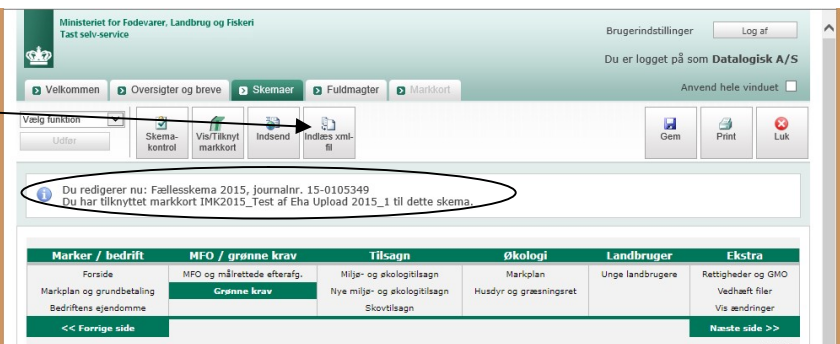 Ministeriet for Fødevarer, Landbrug og Fiskeri
Tast selv-service
Brugerindstillinger
Log af
Du er logget på som Datalogisk A/S
Velkommen
Oversigter og breve
Skemaer
Fuldmagter
Markkort
Anvend hele vinduet
Vælg funktion
Udfør
Skema-
kontrol
Vis/Tilknyt
markkort
Indsend
Indlæs xml-
fil
Gem
Print
Luk
Du redigerer nu: Fællesskema 2015, journalnr. 15-0105349
Du har tilknyttet markkort IMK2015_Test af Eha Upload 2015_1 til dette skema.
Marker / bedrift
MFO / grønne krav
Tilsagn
Økologi
Landbruger
Ekstra
Forside
MFO og målrettede efterafg.
Miljø- og økologitilsagn
Markplan
Unge landbrugere
Rettigheder og GMO
Markplan og grundbetaling
Grønne krav
Nye miljø- og økologitilsagn
Husdyr og græsningsret
Vedhæft filer
Bedriftens ejendomme
Skovtilsagn
Vis ændringer
<< Forrige side
Næste side >>